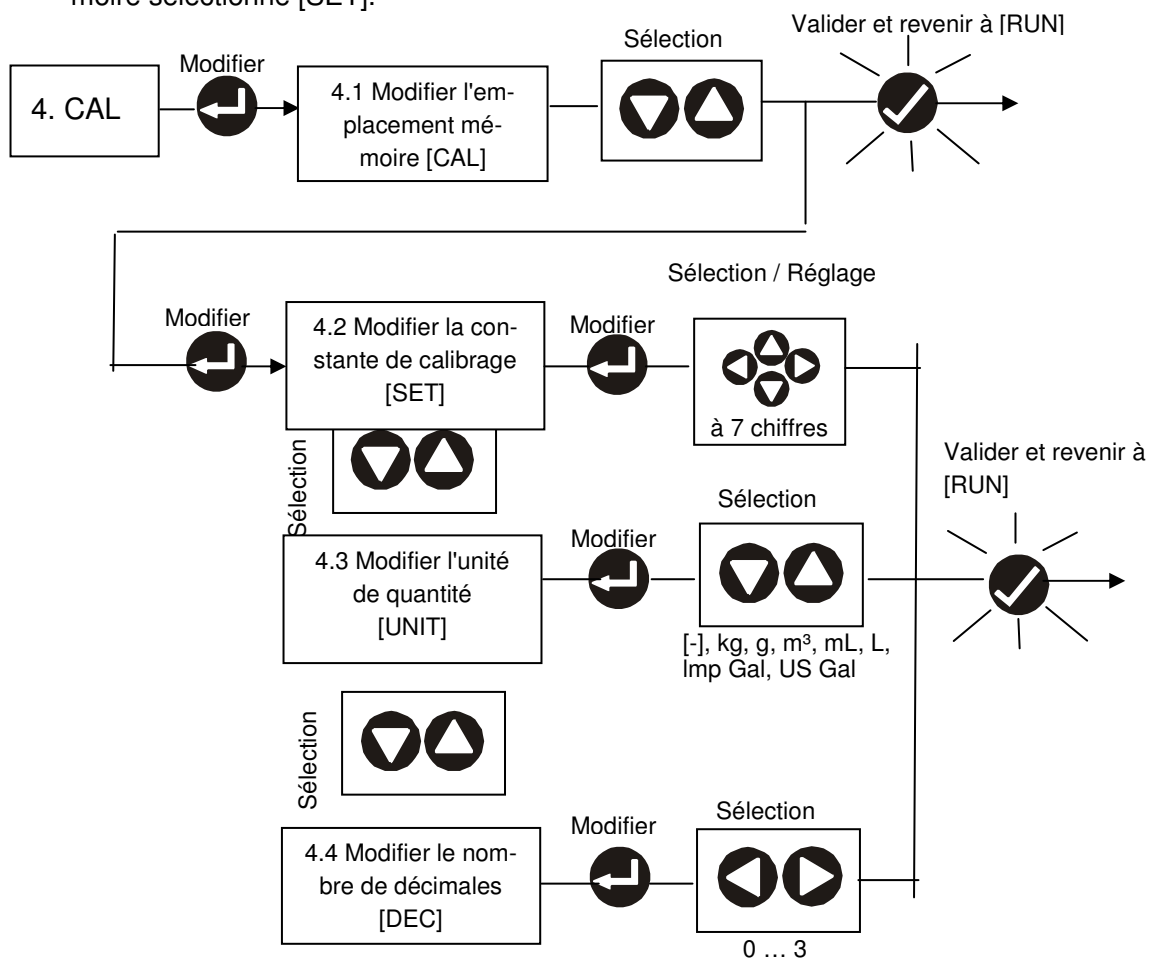 moire sélectionné [SET].
Valider et revenir à [RUN]
Sélection
Modifier
4. CAL
4.1 Modifier l'em-
placement mé-
moire [CAL]
Sélection / Réglage
Modifier
4.2 Modifier la con-
stante de calibrage
[SET]
Modifier
à 7 chiffres
Sélection
Valider et revenir à
[RUN]
Sélection
Modifier
4.3 Modifier l'unité
de quantité
[UNIT]
[-], kg, g, m³, mL, L,
Imp Gal, US Gal
Sélection
Sélection
Modifier
4.4 Modifier le nom-
bre de décimales
[DEC]
0 … 3